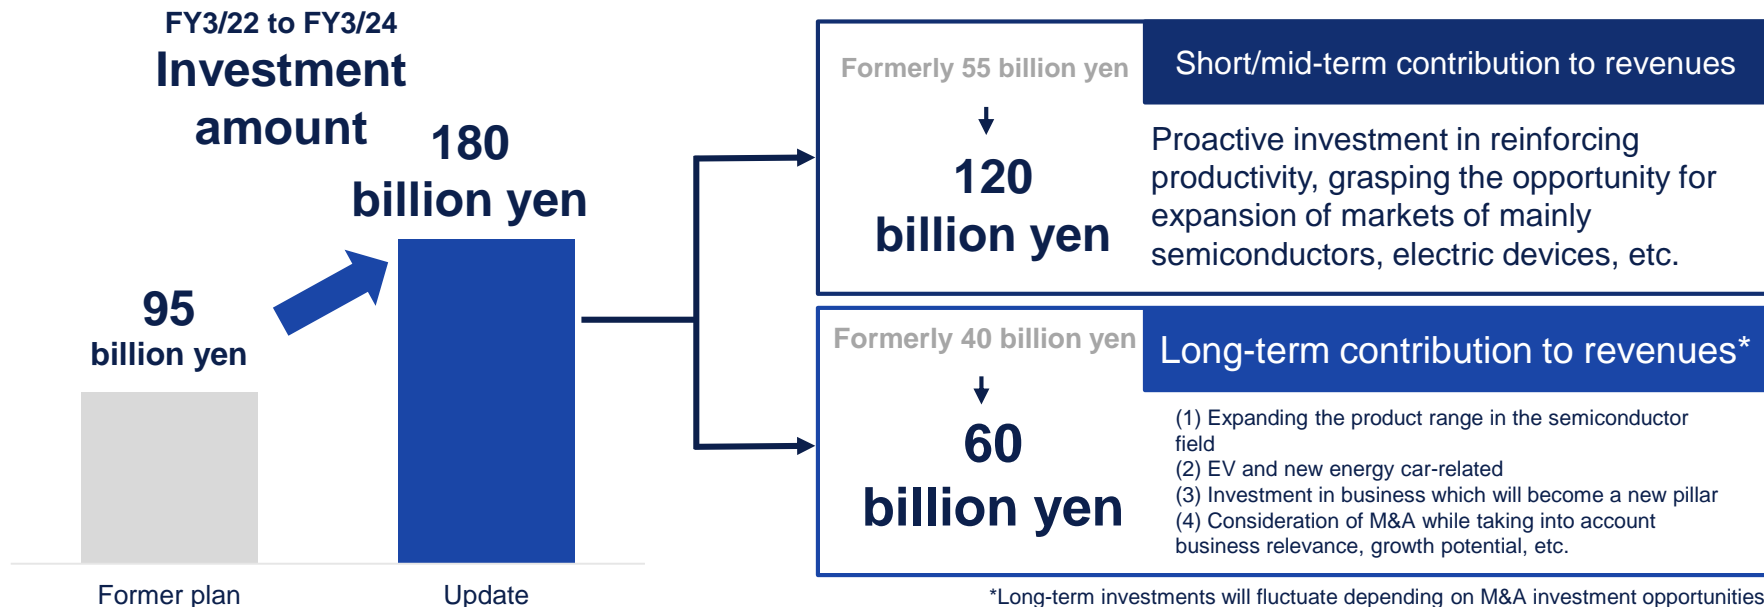 FY3/22 to FY3/24
Investment
amount
180
billion yen
95
billion yen
Former plan
Update
Formerly 55 billion yen
120
billion yen
Short/mid-term contribution to revenues
Proactive investment in reinforcing
productivity, grasping the opportunity for
expansion of markets of mainly
semiconductors, electric devices, etc.
Formerly 40 billion yen
60
billion yen
Long-term contribution to revenues*
(1) Expanding the product range in the semiconductor
field
(2) EV and new energy car-related
(3) Investment in business which will become a new pillar
(4) Consideration of M&A while taking into account
business relevance, growth potential, etc.
*Long-term investments will fluctuate depending on M&A investment opportunities